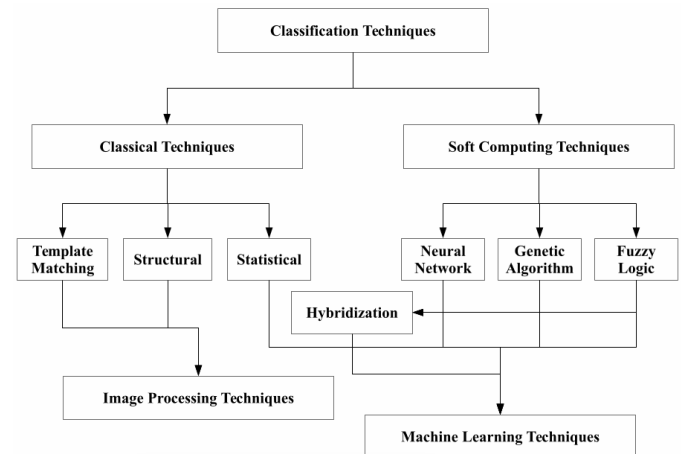 Classification Techniques
Classical Techniques
Soft Computing Techniques
Template
Matching
Structural
Statistical
Neural
Network
Genetic
Algorithm
Fuzzy
Logic
Hybridization
Image Processing Techniques
Machine Learning Techniques